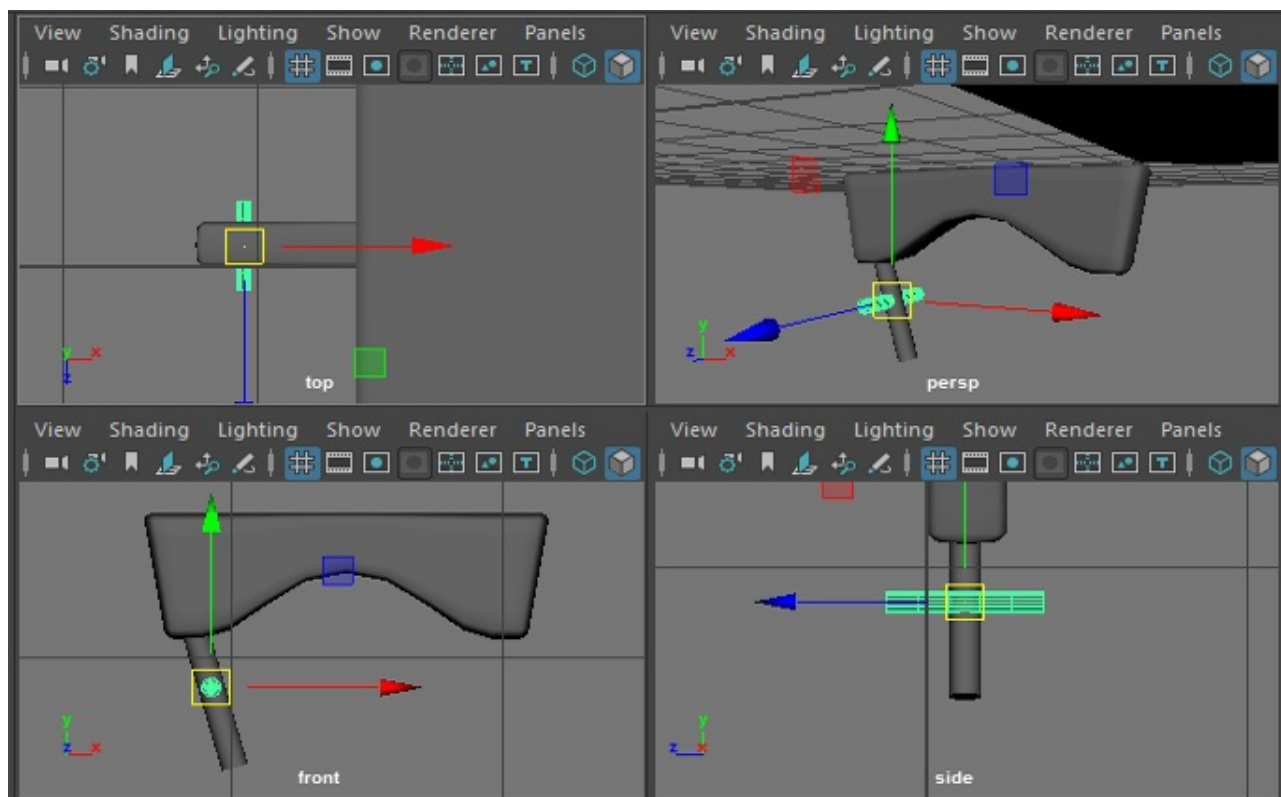 View Shading Lighting Show Renderer Panels
T
y x
z
top
View Shading Lighting Show Renderer Panels
T
y
z x
persp
View Shading Lighting Show Renderer Panels
T
y
z x
front
View Shading Lighting Show Renderer Panels
T
y
z x
side